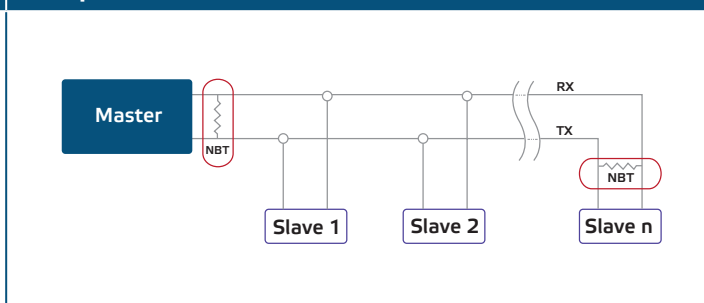 RX
Master
TX
NBT
NBT
Slave 1
Slave 2
Slave n